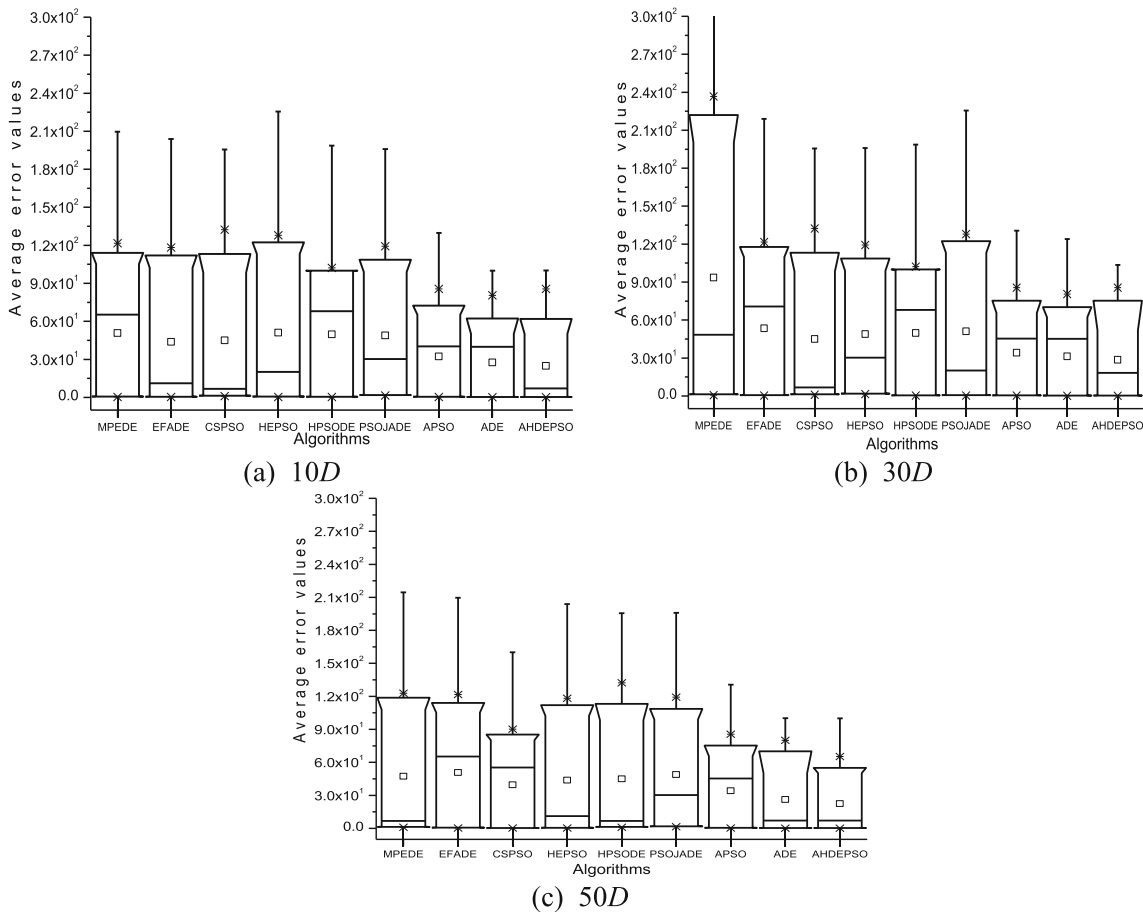 3.0x10²
2.7x10²
2.4x10²
2.1x10²
1.8x10²
1.5x10²
1.2x10²
9.0x10¹
6.0x10¹
3.0x10¹
0.0
Average error values
MPEDE EFADE CSPSO HEPSO HPSODE PSOJADE APSO ADE AHDEPSO
Algorithms
(a) 10D
3.0x10²
2.7x10²
2.4x10²
2.1x10²
1.8x10²
1.5x10²
1.2x10²
9.0x10¹
6.0x10¹
3.0x10¹
0.0
Average error values
MPEDE EFADE CSPSO HEPSO HPSODE PSOJADE APSO ADE AHDEPSO
Algorithms
(b) 30D
3.0x10²
2.7x10²
2.4x10²
2.1x10²
1.8x10²
1.5x10²
1.2x10²
9.0x10¹
6.0x10¹
3.0x10¹
0.0
Average error values
MPEDE EFADE CSPSO HEPSO HPSODE PSOJADE APSO ADE AHDEPSO
Algorithms
(c) 50D